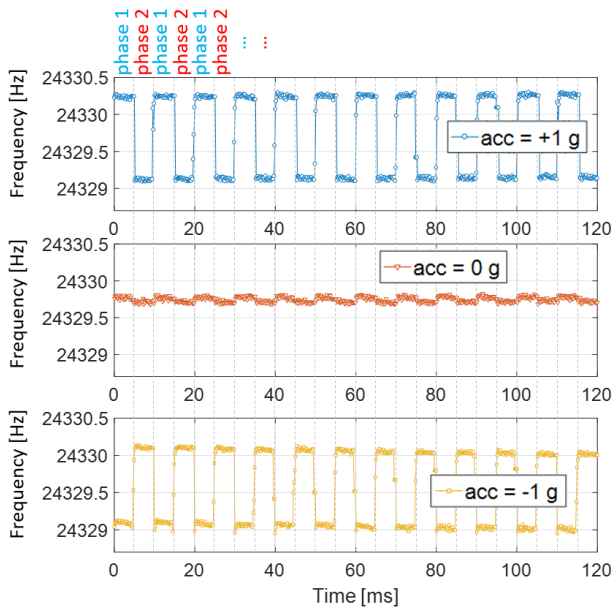 phase 1 phase 2 phase 1 phase 2 phase 1 phase 2 ... ...
Frequency [Hz]
24330.5
24330
24329.5
24329
acc = +1 g
0 20 40 60 80 100 120
Frequency [Hz]
24330.5
24330
24329.5
24329
acc = 0 g
0 20 40 60 80 100 120
Frequency [Hz]
24330.5
24330
24329.5
24329
acc = -1 g
0 20 40 60 80 100 120
Time [ms]